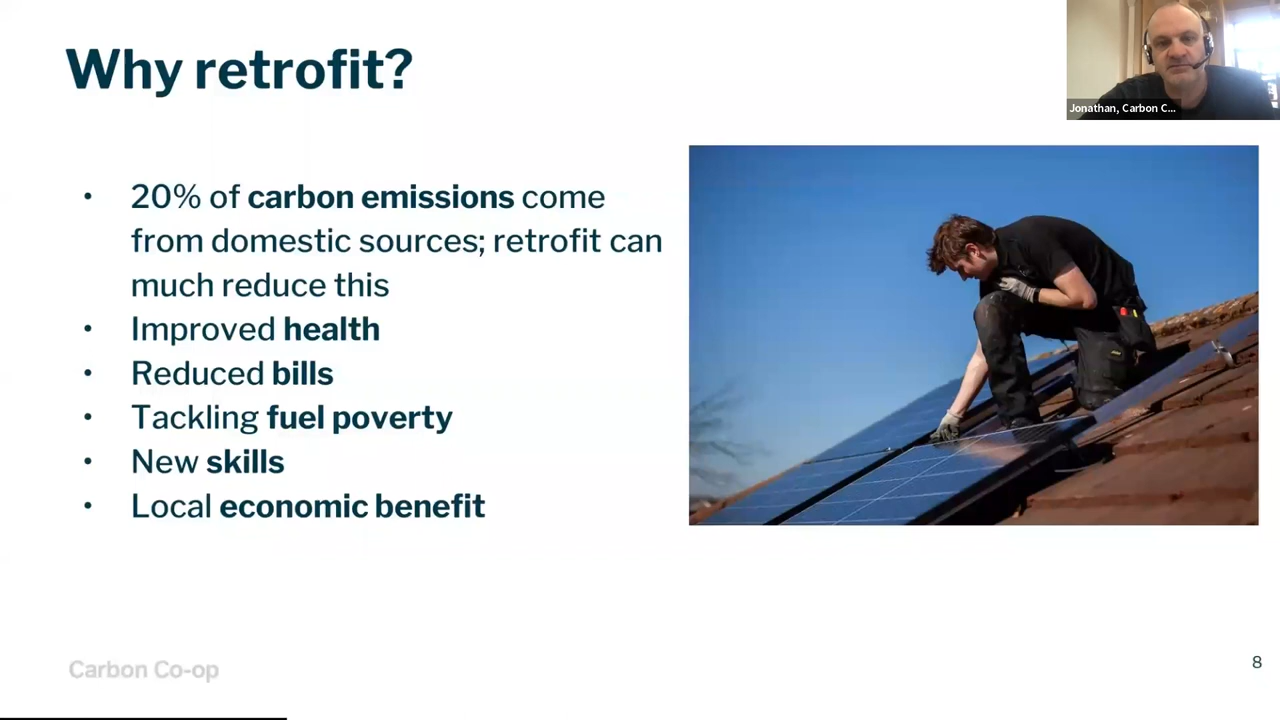 Why retrofit?
Jonathan, Carbon C...
• 20% of carbon emissions come
from domestic sources; retrofit can
much reduce this
• Improved health
• Reduced bills
• Tackling fuel poverty
• New skills
• Local economic benefit
Carbon Co-op
8